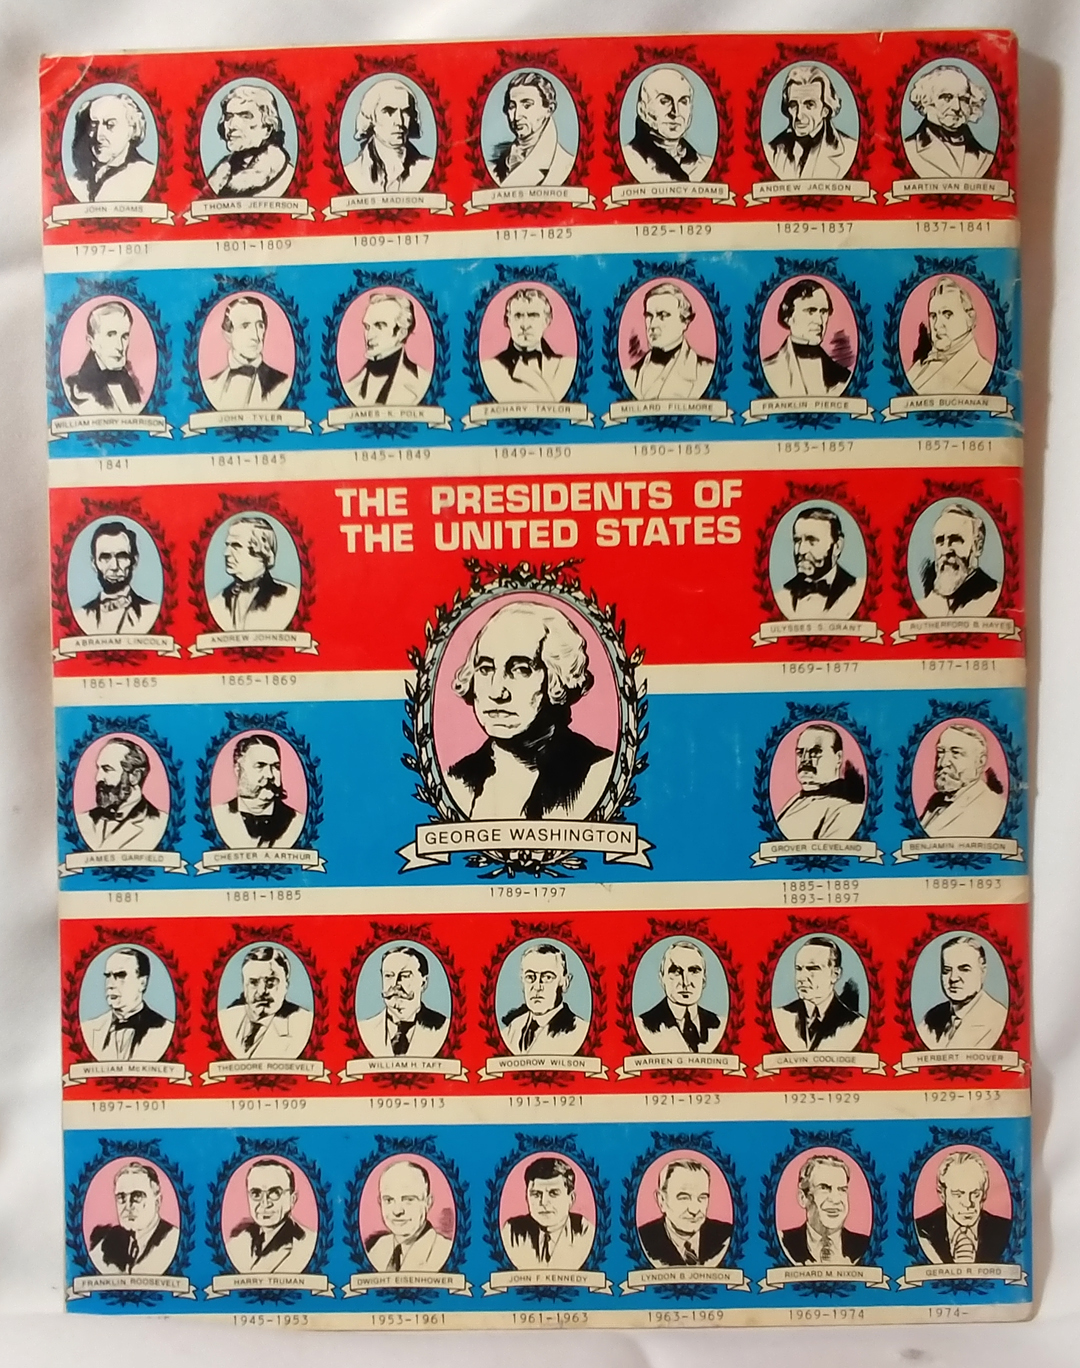 JOHN ADAMS
1797-1801
THOMAS JEFFERSON
1801-1809
JAMES MADISON
1809-1817
JAMES MONROE
1817-1825
JOHN QUINCY ADAMS
1825-1829
ANDREW JACKSON
1829-1837
MARTIN VAN BUREN
1837-1841
WILLIAM HENRY HARRISON
1841
JOHN TYLER
1841-1845
JAMES K. POLK
1845-1849
ZACHARY TAYLOR
1849-1850
MILLARD FILLMORE
1850-1853
FRANKLIN PIERCE
1853-1857
JAMES BUCHANAN
1857-1861
THE PRESIDENTS OF
THE UNITED STATES
ABRAHAM LINCOLN
1861-1865
ANDREW JOHNSON
1865-1869
ULYSSES S. GRANT
1869-1877
RUTHERFORD B. HAYES
1877-1881
JAMES GARFIELD
1881
CHESTER A. ARTHUR
1881-1885
GEORGE WASHINGTON
1789-1797
GROVER CLEVELAND
1885-1889
1893-1897
BENJAMIN HARRISON
1889-1893
WILLIAM McKINLEY
1897-1901
THEODORE ROOSEVELT
1901-1909
WILLIAM H. TAFT
1909-1913
WOODROW WILSON
1913-1921
WARREN G. HARDING
1921-1923
CALVIN COOLIDGE
1923-1929
HERBERT HOOVER
1929-1933
FRANKLIN ROOSEVELT
HARRY TRUMAN
1945-1953
DWIGHT EISENHOWER
1953-1961
JOHN F. KENNEDY
1961-1963
LYNDON B. JOHNSON
1963-1969
RICHARD M. NIXON
1969-1974
GERALD R. FORD
1974-